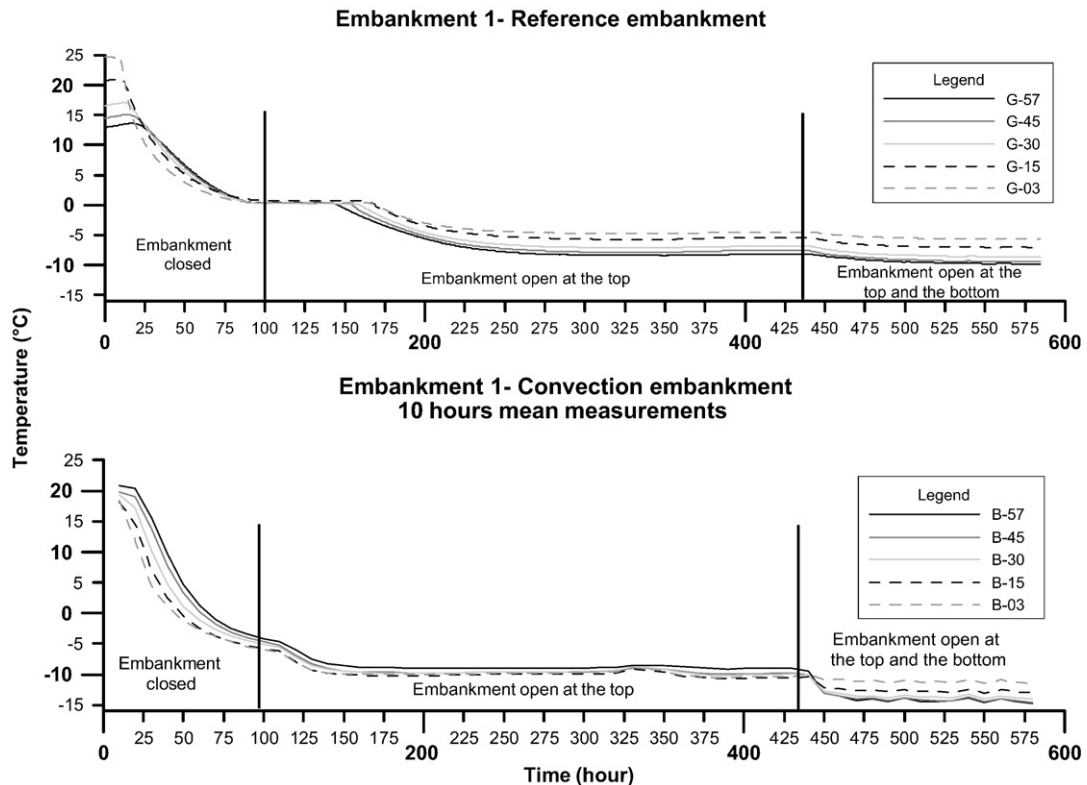 Embankment 1- Reference embankment
25
20
15
10
5
0
-5
-10
-15
Legend
G-57
G-45
G-30
G-15
G-03
Embankment
closed
Embankment open at the top
Embankment open at the
top and the bottom
0 25 50 75 100 125 150 175 200 225 250 275 300 325 350 375 400 425 450 475 500 525 550 575 600
Temperature (°C)
Embankment 1- Convection embankment
10 hours mean measurements
25
20
15
10
5
0
-5
-10
-15
Legend
B-57
B-45
B-30
B-15
B-03
Embankment
closed
Embankment open at the top
Embankment open at
the top and the bottom
0 25 50 75 100 125 150 175 200 225 250 275 300 325 350 375 400 425 450 475 500 525 550 575 600
Time (hour)